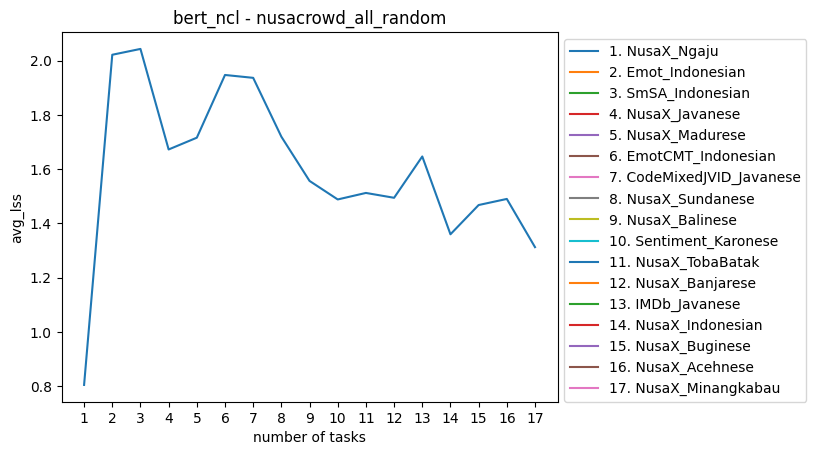 bert_ncl - nusacrowd_all_random
avg_lss
2.0
1.8
1.6
1.4
1.2
1.0
0.8
1 2 3 4 5 6 7 8 9 10 11 12 13 14 15 16 17
number of tasks
1. NusaX_Ngaju
2. Emot_Indonesian
3. SmSA_Indonesian
4. NusaX_Javanese
5. NusaX_Madurese
6. EmotCMT_Indonesian
7. CodeMixedJVID_Javanese
8. NusaX_Sundanese
9. NusaX_Balinese
10. Sentiment_Karonese
11. NusaX_TobaBatak
12. NusaX_Banjarese
13. IMDb_Javanese
14. NusaX_Indonesian
15. NusaX_Buginese
16. NusaX_Acehnese
17. NusaX_Minangkabau